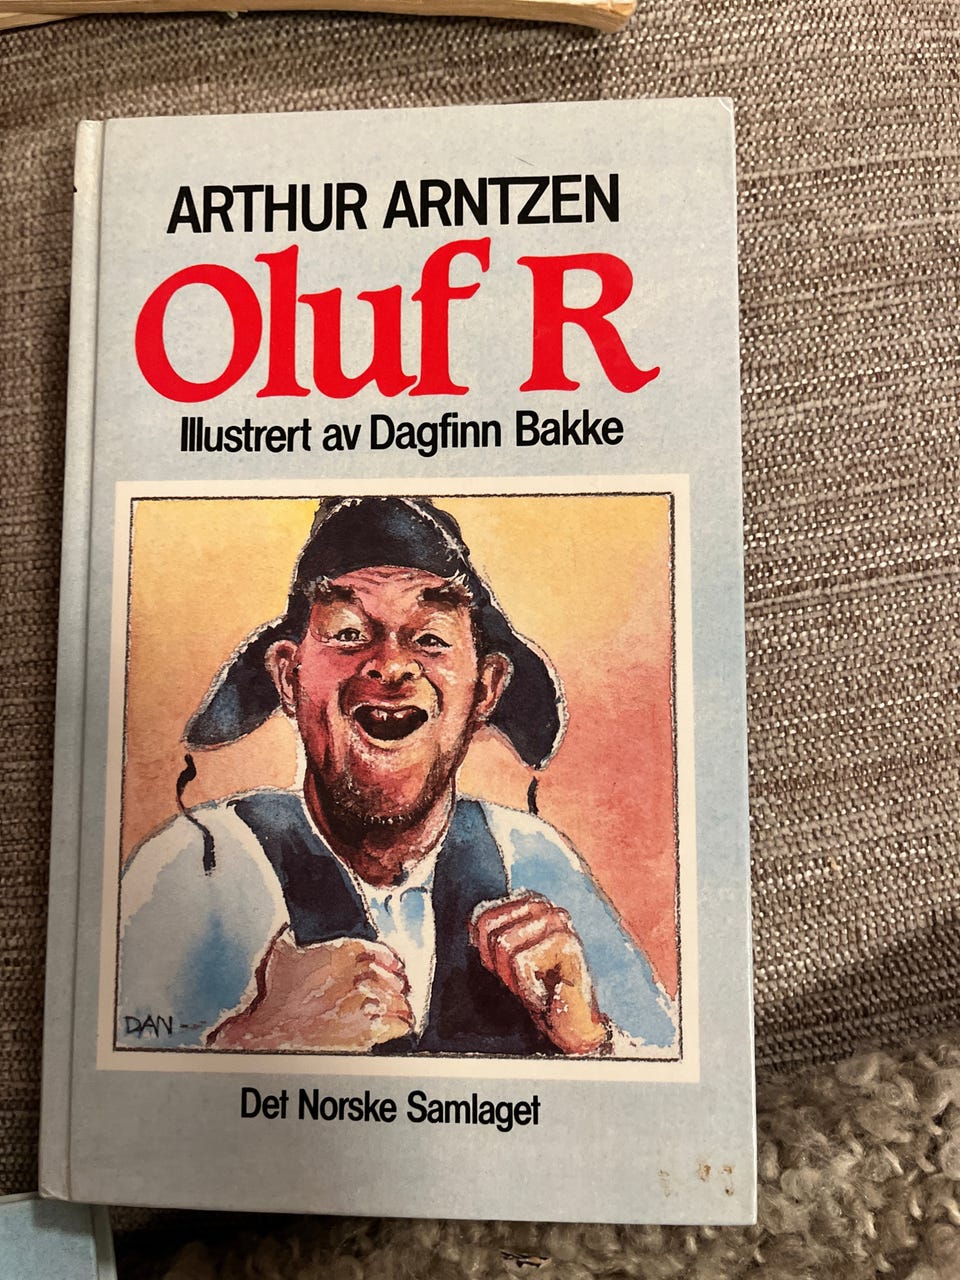 ARTHUR ARNTZEN
Oluf R
Illustrert av Dagfinn Bakke
DAN
Det Norske Samlaget